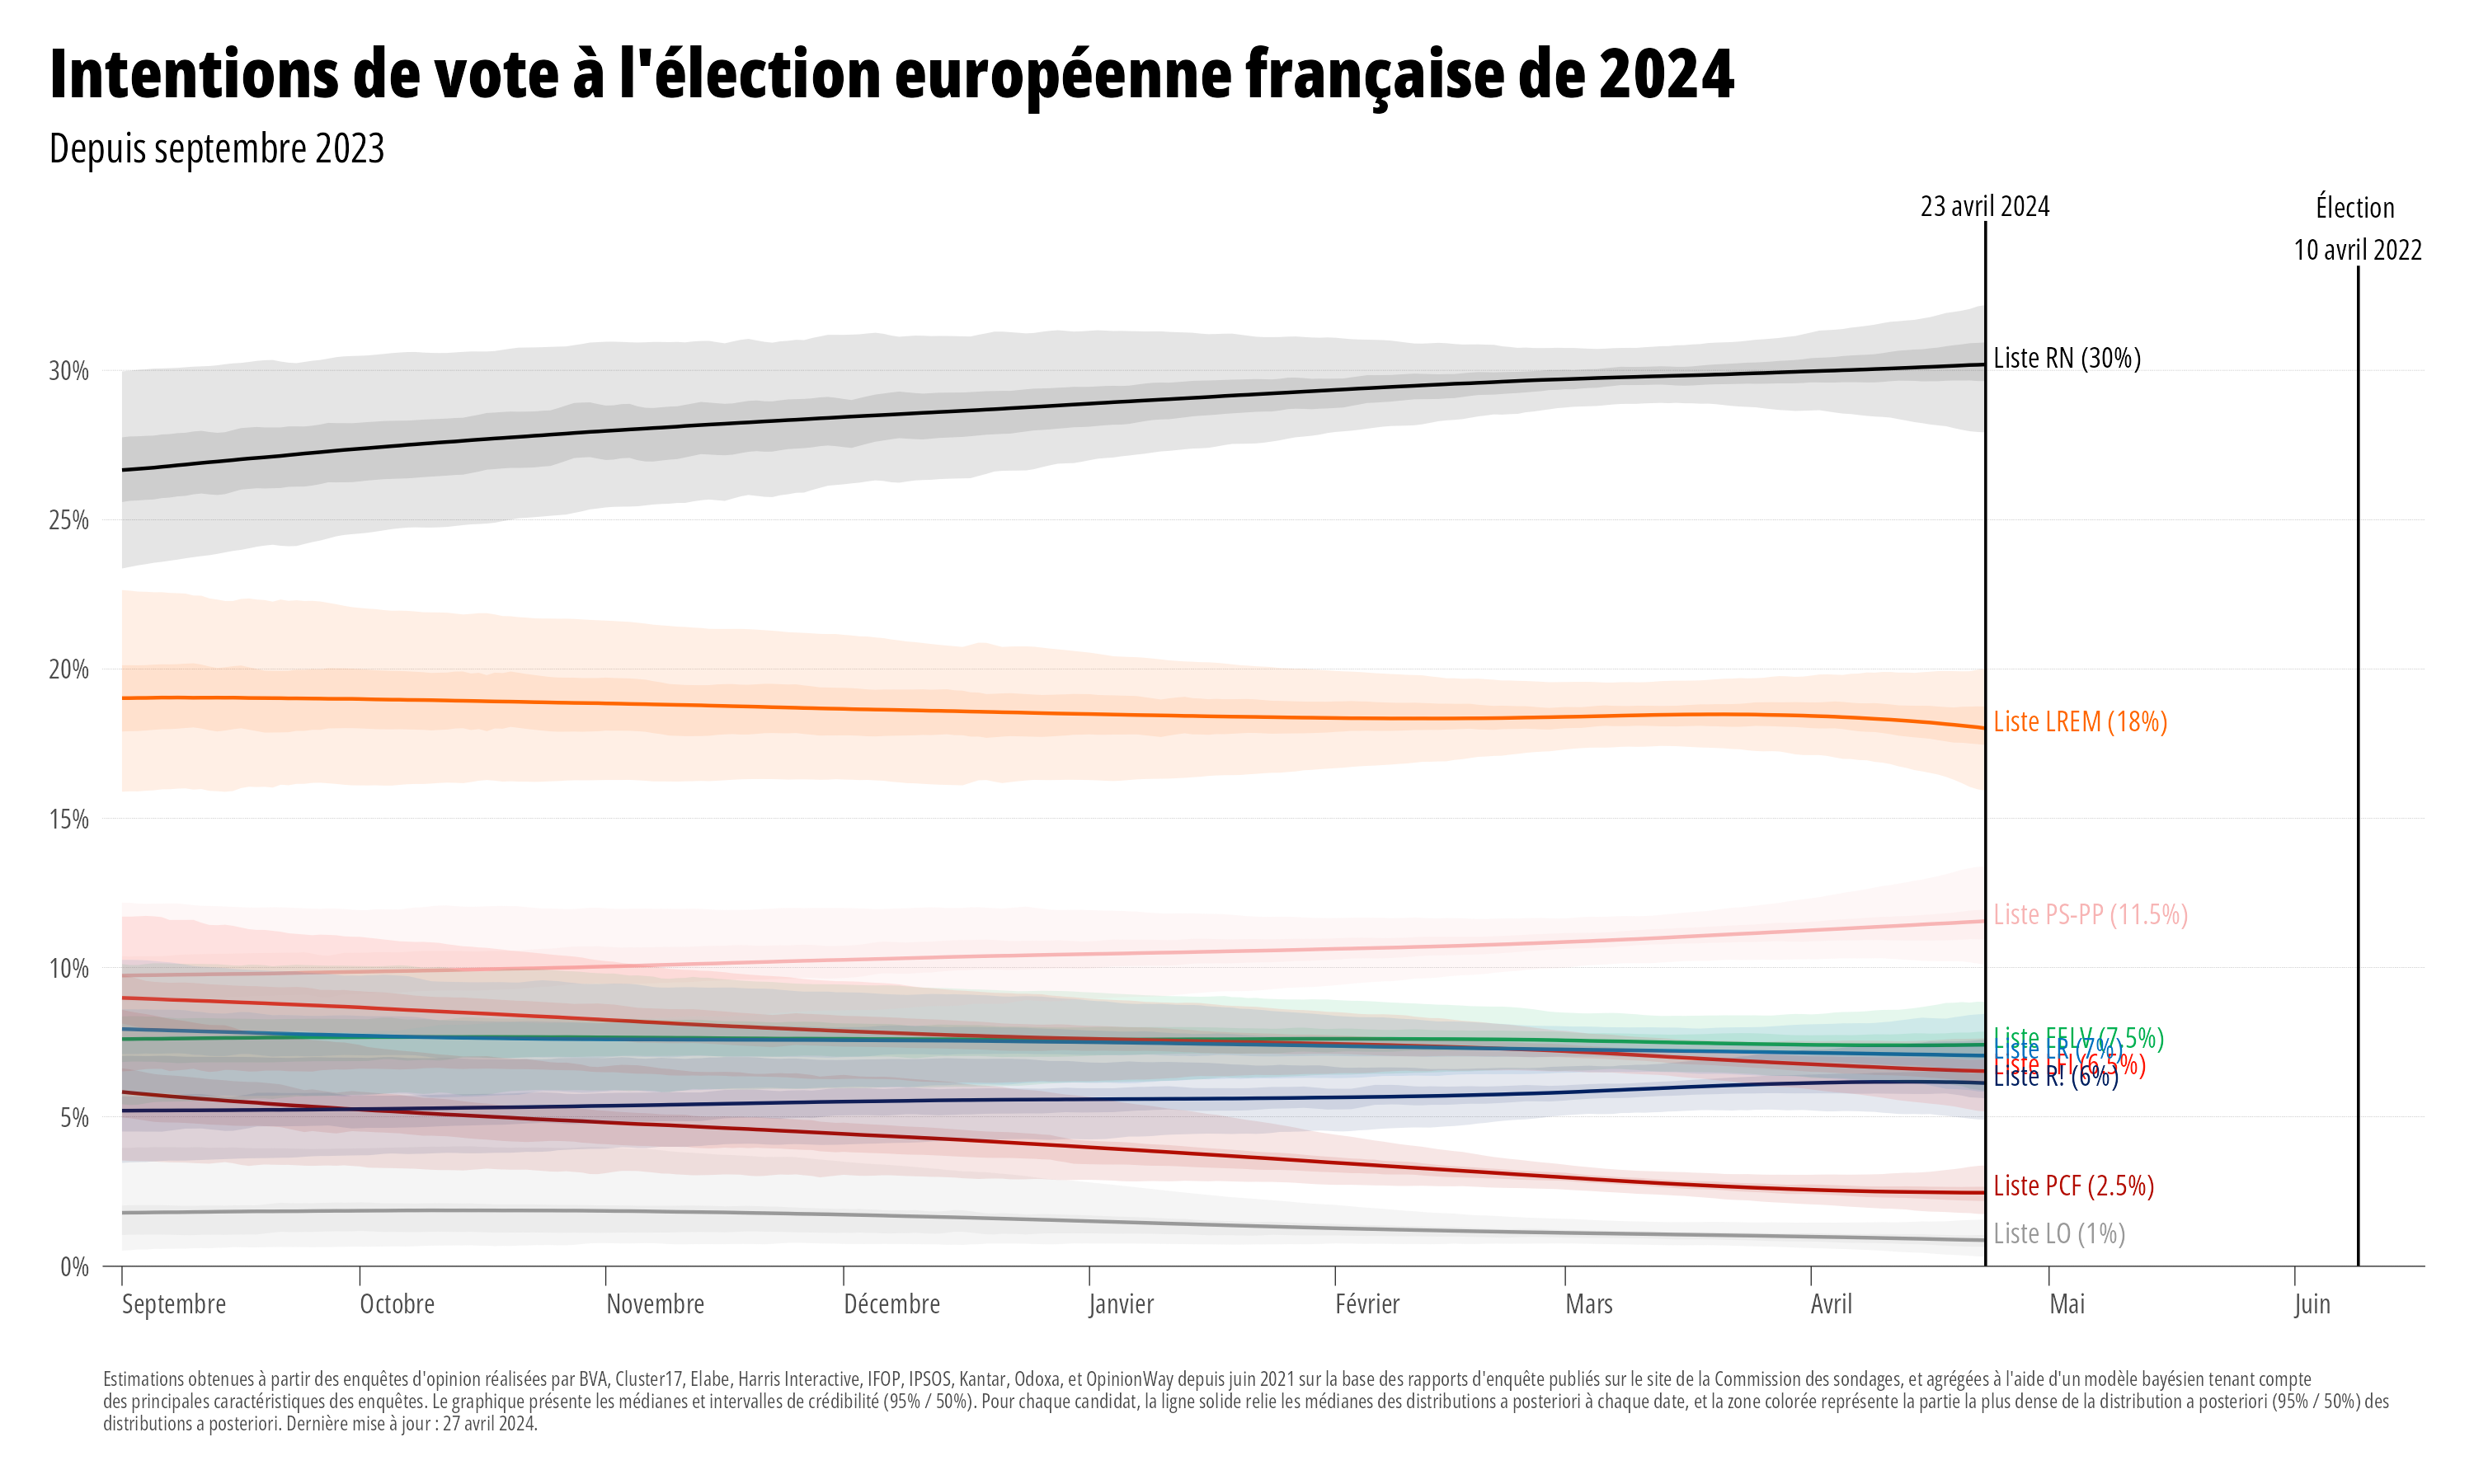 Intentions de vote à l'élection européenne française de 2024
Depuis septembre 2023
23 avril 2024
Élection
10 avril 2022
30%
25%
20%
15%
10%
5%
0%
Liste RN (30%)
Liste LREM (18%)
Liste PS-PP (11.5%)
Liste EELV (7.5%)
Liste LR (7%)
Liste LFI (6.5%)
Liste R! (6%)
Liste PCF (2.5%)
Liste LO (1%)
Septembre
Octobre
Novembre
Décembre
Janvier
Février
Mars
Avril
Mai
Juin
Estimations obtenues à partir des enquêtes d'opinion réalisées par BVA, Cluster17, Elabe, Harris Interactive, IFOP, IPSOS, Kantar, Odoxa, et OpinionWay depuis juin 2021 sur la base des rapports d'enquête publiés sur le site de la Commission des sondages, et agrégées à l'aide d'un modèle bayésien tenant compte
des principales caractéristiques des enquêtes. Le graphique présente les médianes et intervalles de crédibilité (95% / 50%). Pour chaque candidat, la ligne solide relie les médianes des distributions a posteriori à chaque date, et la zone colorée représente la partie la plus dense de la distribution a posteriori (95% / 50%) des
distributions a posteriori. Dernière mise à jour : 27 avril 2024.